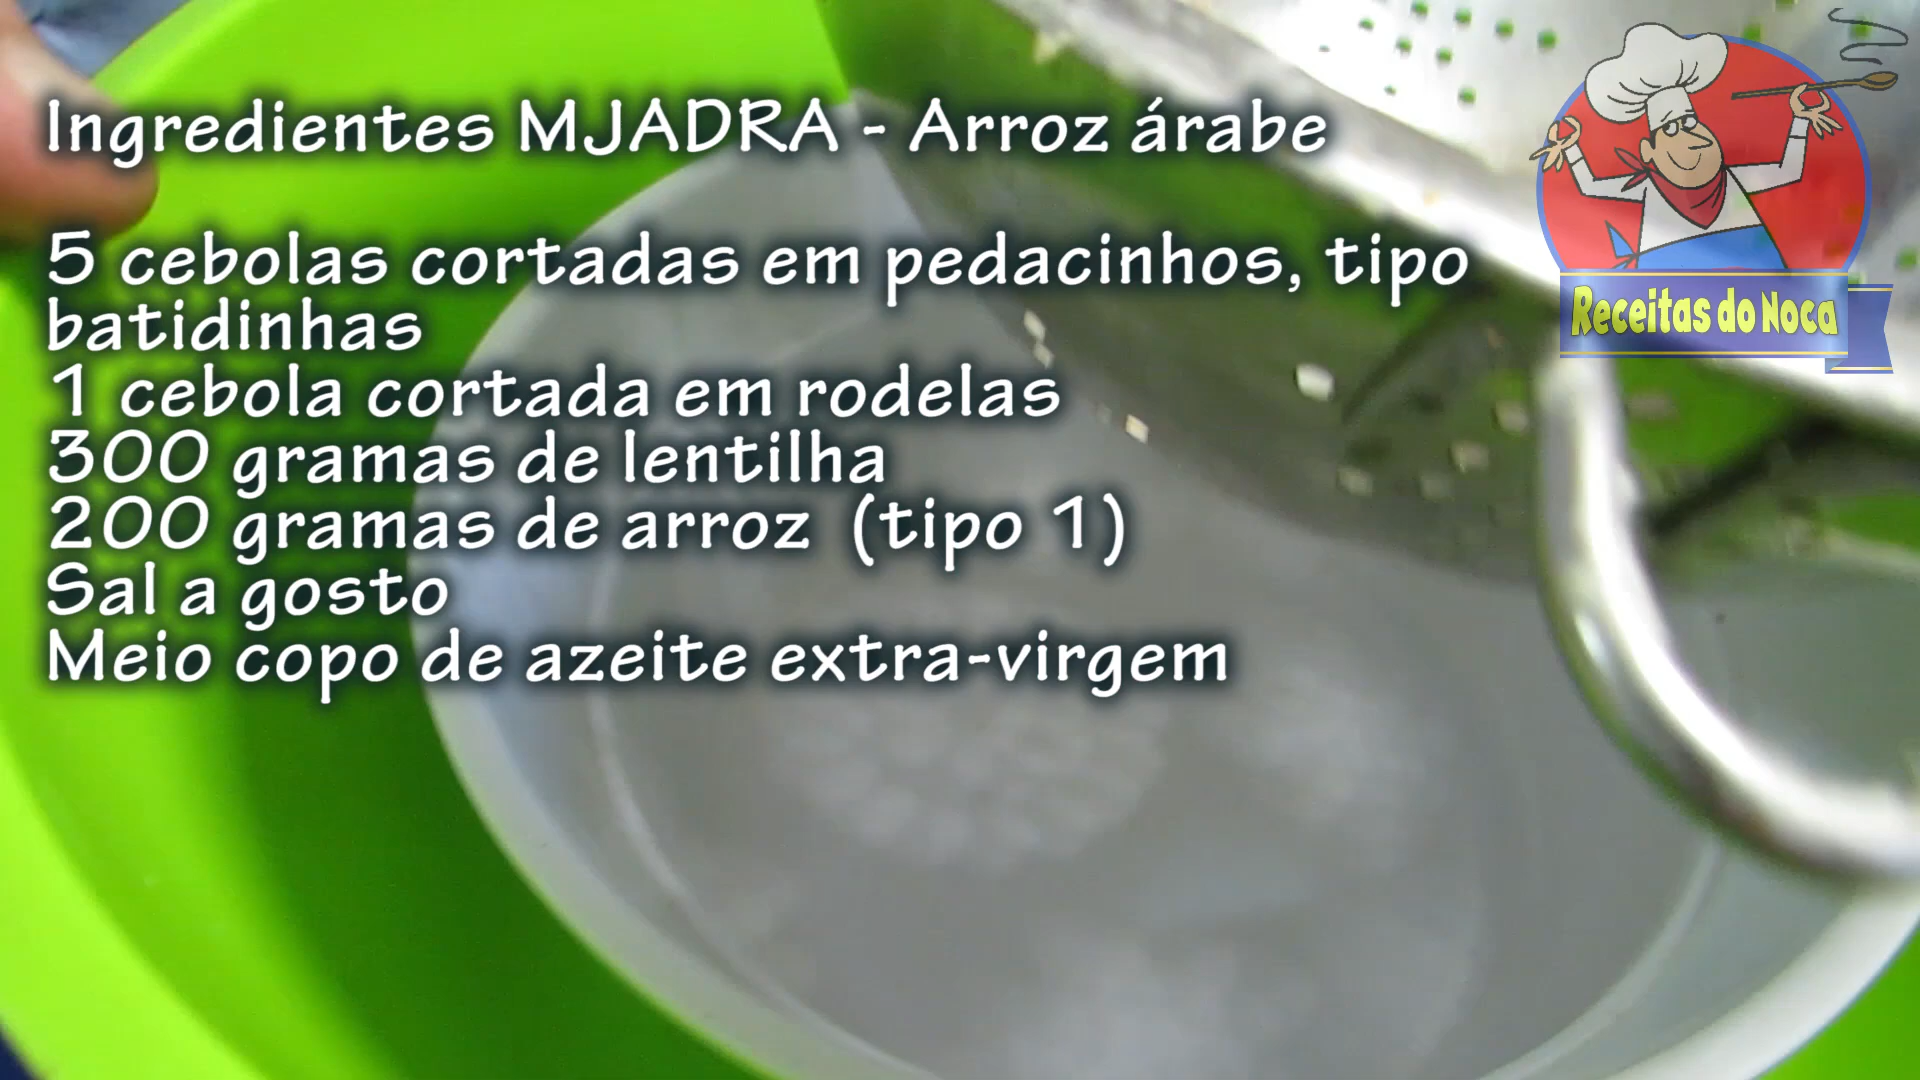 Ingredientes MJADRA - Arroz árabe
5 cebolas cortadas em pedacinhos, tipo
batidinhas
1 cebola cortada em rodelas
300 gramas de lentilha
200 gramas de arroz (tipo 1)
Sal a gosto
Meio copo de azeite extra-virgem
Receitas do Noca